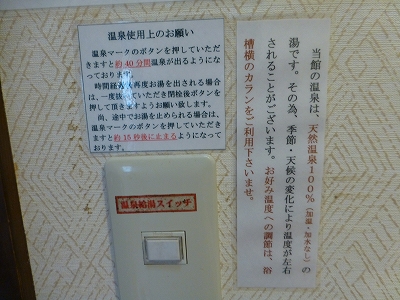 温泉使用上のお願い
温泉マークのボタンを押していただ
きますと約40分間温泉が出るようにな
っております。
時間経過後再度お湯を出される場合
は、一度抜いていただき閉栓後ボタン
を押して頂きますようお願い致します。
尚、途中でお湯を止められる場合は、
温泉マークのボタンを押していただき
ますと約15秒後に止まるようになって
おります。
温泉給湯スイッチ
当館の温泉は、天然温泉100%(加温・加水なし)の
湯です。その為、季節・天候の変化により温度が左右
されることがございます。お好み温度への調節は、浴
槽横のカランをご利用下さいませ。